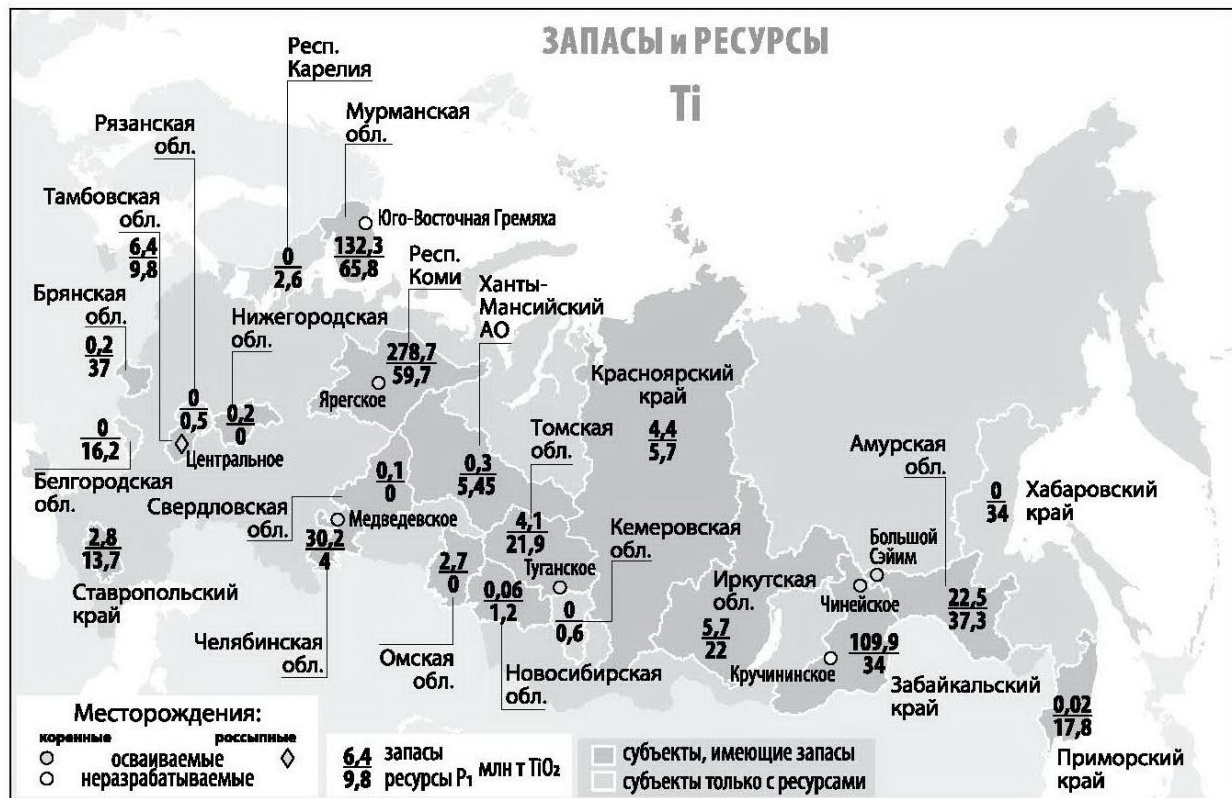 ЗАПАСЫ и РЕСУРСЫ
Ti
Респ.
Карелия
0
2,6
Мурманская
обл.
Юго-Восточная Гремяха
132,3
65,8
Рязанская
обл.
0
0,5
Тамбовская
обл.
6,4
9,8
Центральное
Брянская
обл.
0,2
37
Нижегородская
обл.
0,2
0
Респ.
Коми
278,7
59,7
Ярегское
Ханты-
Мансийский
АО
0,3
5,45
Красноярский
край
4,4
5,7
Томская
обл.
4,1
21,9
Туганское
Амурская
обл.
22,5
37,3
0
34
Хабаровский
край
0
16,2
Белгородская
обл.
Свердловская
обл.
0,1
0
Медведевское
30,2
4
Челябинская
обл.
2,8
13,7
Ставропольский
край
2,7
0
Омская
обл.
0,06
1,2
Новосибирская
обл.
Кемеровская
обл.
0
0,6
Иркутская
обл.
5,7
22
Большой
Сэйим
Чинейское
Кручининское
109,9
34
Забайкальский
край
0,02
17,8
Приморский
край
Месторождения:
коренные россыпные
осваиваемые
неразрабатываемые
6,4 запасы
9,8 ресурсы P₁ млн т TiO₂
субъекты, имеющие запасы
субъекты только с ресурсами